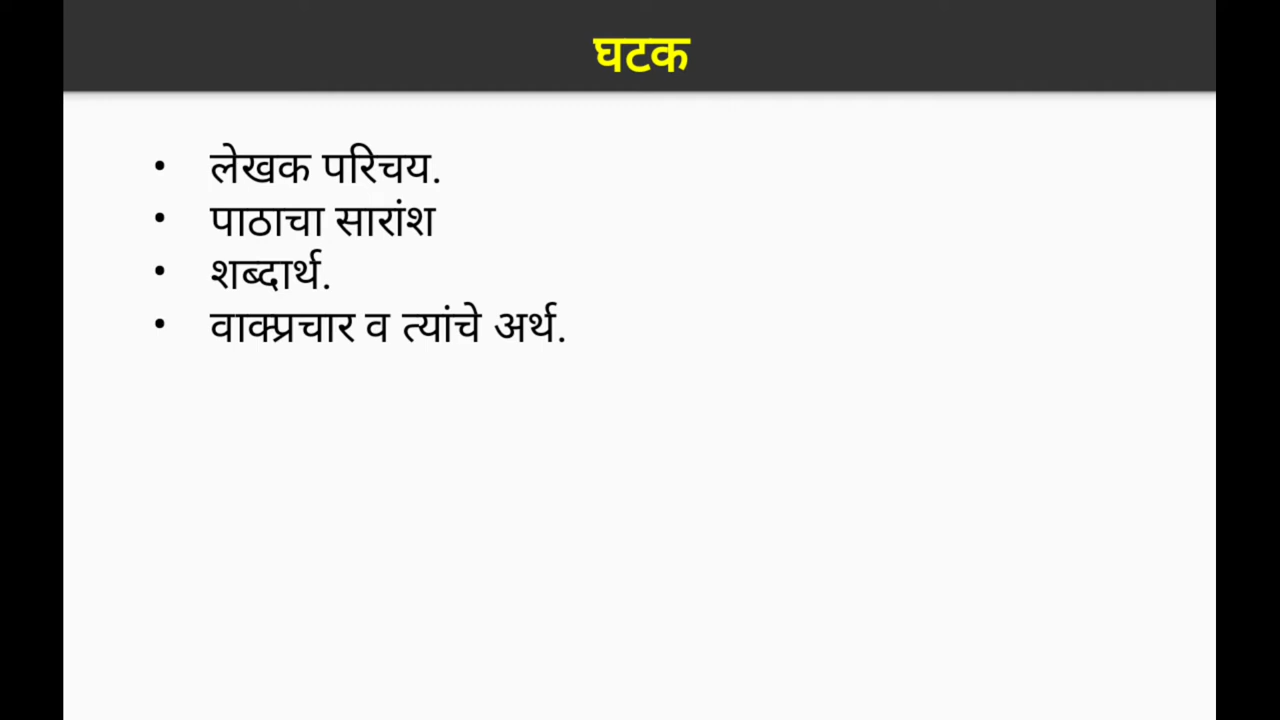 घटक
• लेखक परिचय.
• पाठाचा सारांश
• शब्दार्थ.
• वाक्प्रचार व त्यांचे अर्थ.